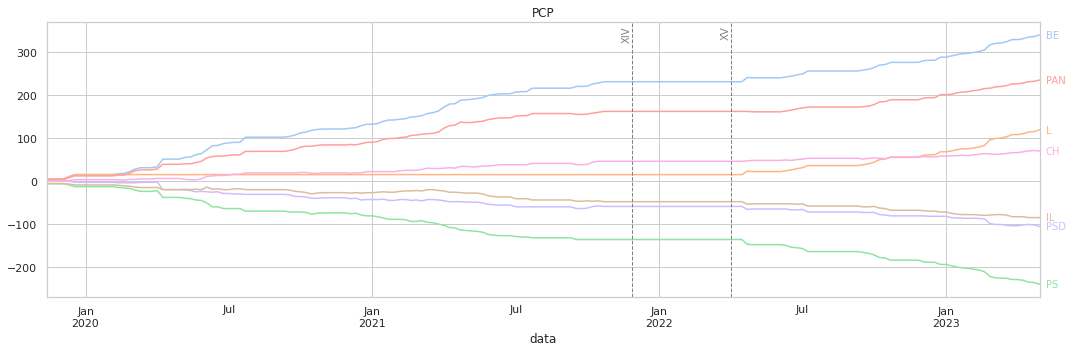 PCP
XIV
XV
BE
300
PAN
200
L
100
CH
0
IL
PSD
−100
−200
PS
Jan
2020
Jul
Jan
2021
Jul
Jan
2022
Jul
Jan
2023
data